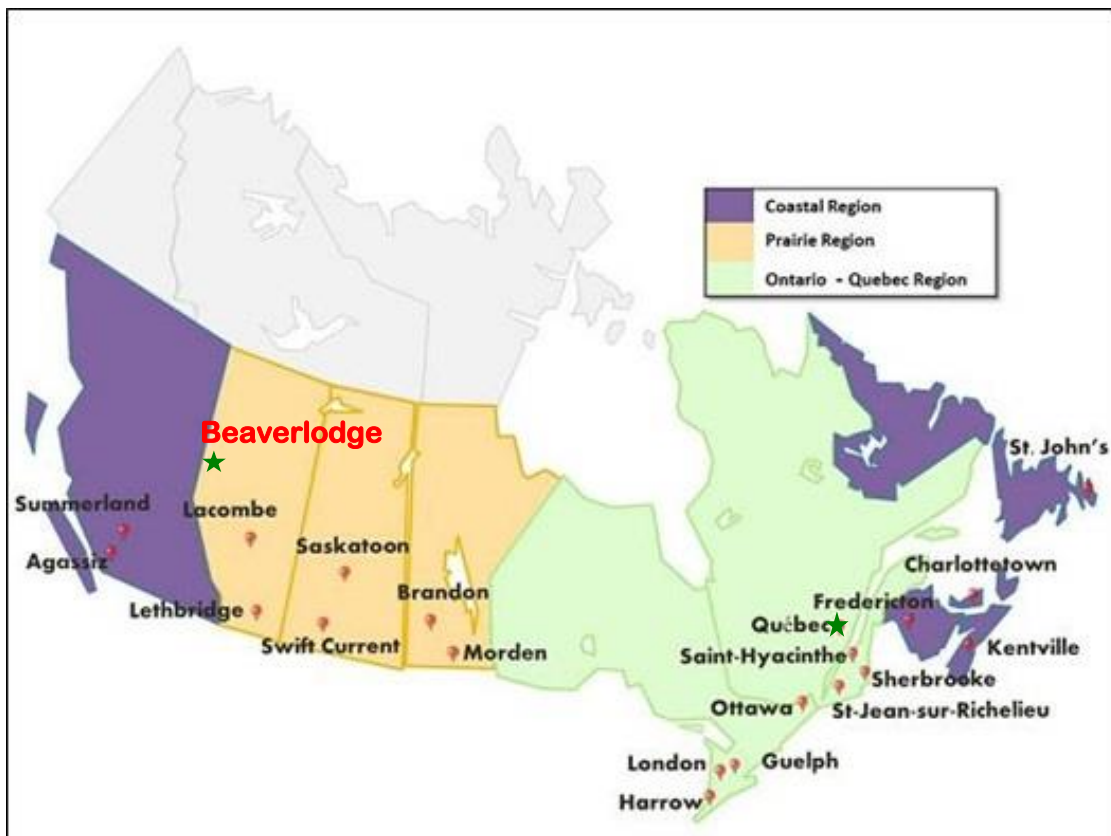 Coastal Region
Prairie Region
Ontario - Quebec Region
Beaverlodge
St. John's
Summerland
Lacombe
Saskatoon
Agassiz
Charlottetown
Lethbridge
Brandon
Fredericton
Québec
Swift Current
Morden
Saint-Hyacinthe
Kentville
Sherbrooke
Ottawa
St-Jean-sur-Richelieu
London
Guelph
Harrow